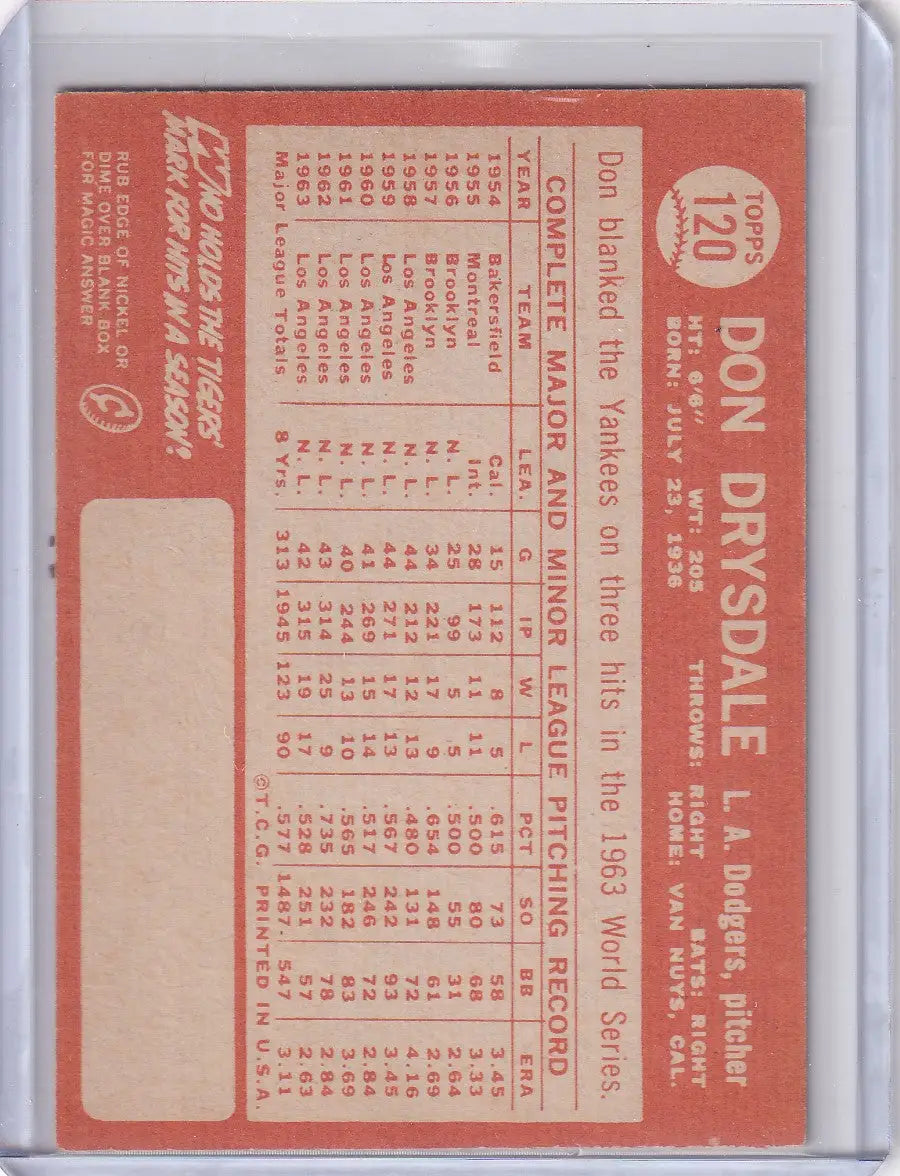 TOPPS
120
DON DRYSDALE L. A. Dodgers, pitcher
HT: 6'6" WT: 205 THROWS: RIGHT BATS: RIGHT
BORN: JULY 23, 1936 HOME: VAN NUYS, CAL.
Don blanked the Yankees on three hits in the 1963 World Series.
COMPLETE MAJOR AND MINOR LEAGUE PITCHING RECORD
YEAR TEAM LEA. G IP W L PCT SO BB ERA
1954 Bakersfield Cal. 15 112 8 5 .615 73 58 3.45
1955 Montreal Int. 28 173 11 11 .500 80 68 3.33
1956 Brooklyn N. L. 25 99 5 5 .500 55 31 2.64
1957 Brooklyn N. L. 34 221 17 9 .654 148 61 2.69
1958 Los Angeles N. L. 44 212 12 13 .480 131 72 4.16
1959 Los Angeles N. L. 44 271 17 13 .567 242 93 3.45
1960 Los Angeles N. L. 41 269 15 14 .517 246 72 2.84
1961 Los Angeles N. L. 40 244 13 10 .565 182 83 3.69
1962 Los Angeles N. L. 43 314 25 9 .735 232 78 2.84
1963 Los Angeles N. L. 42 315 19 17 .528 251 57 2.63
Major League Totals 8 Yrs. 313 1945 123 90 .577 1487 547 3.11
©T.C.G. PRINTED IN U.S.A.
WHO HOLDS THE TIGERS'
MARK FOR HITS IN A SEASON?
RUB EDGE OF NICKEL OR
DIME OVER BLANK BOX
FOR MAGIC ANSWER